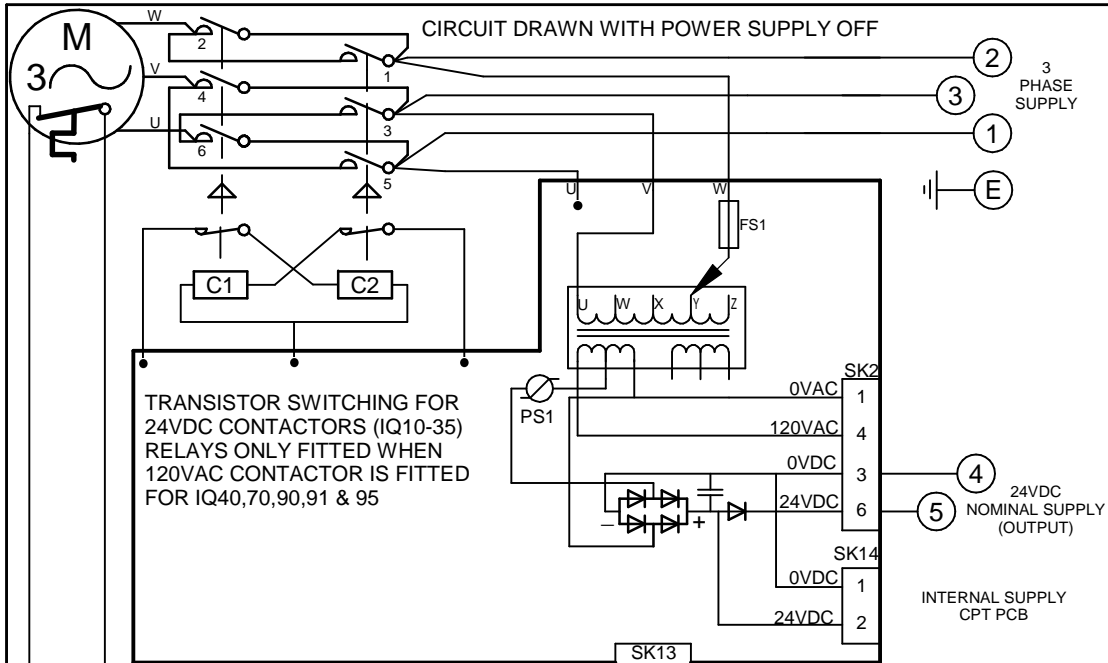 CIRCUIT DRAWN WITH POWER SUPPLY OFF
W
M
3
V
U
2
4
6
1
3
5
2
3
1
E
3
PHASE
SUPPLY
U
V
W
FS1
C1
C2
U W X Y Z
TRANSISTOR SWITCHING FOR
24VDC CONTACTORS (IQ10-35)
RELAYS ONLY FITTED WHEN
120VAC CONTACTOR IS FITTED
FOR IQ40,70,90,91 & 95
PS1
SK2
0VAC 1
120VAC 4
0VDC 3
24VDC 6
4
5
24VDC
NOMINAL SUPPLY
(OUTPUT)
− +
SK14
0VDC 1
24VDC 2
INTERNAL SUPPLY
CPT PCB
SK13